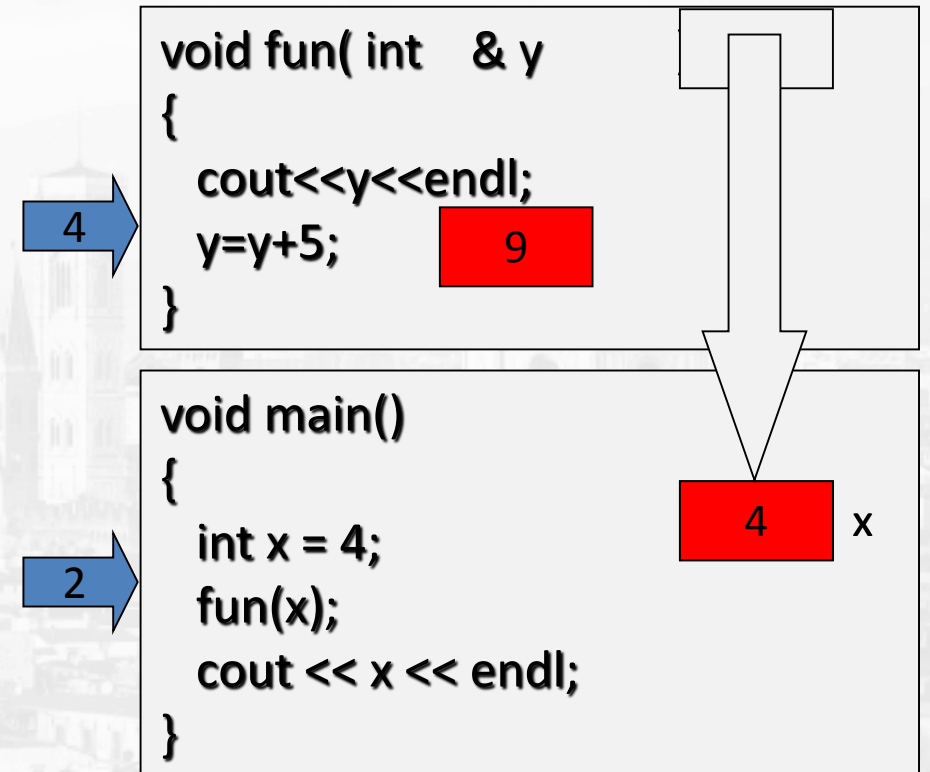 void fun( int & y
{
cout<<y<<endl;
4
y=y+5;
9
}
void main()
{
int x = 4;
4
x
2
fun(x);
cout << x << endl;
}